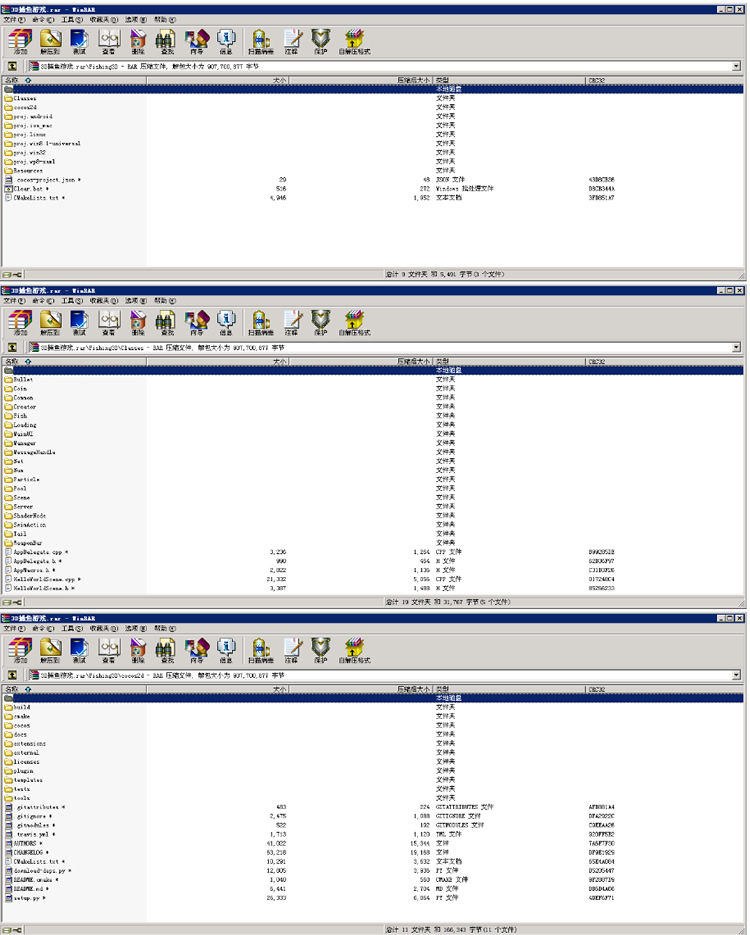 3D捕鱼游戏.rar - WinRAR
文件(F) 命令(C) 工具(S) 收藏夹(O) 选项(N) 帮助(H)
添加 解压到 测试 查看 删除 查找 向导 信息 扫描病毒 注释 保护 自解压格式
3D捕鱼游戏.rar\Fishing3D - RAR 压缩文件, 解包大小为 907,700,877 字节
名称 大小 压缩后大小 类型 CRC32
.. 本地磁盘
Classes 文件夹
cocos2d 文件夹
proj.android 文件夹
proj.ios_mac 文件夹
proj.linux 文件夹
proj.win8.1-universal 文件夹
proj.win32 文件夹
proj.wp8-xaml 文件夹
Resources 文件夹
.cocos-project.json * 29 48 JSON 文件
Clear.bat * 516 272 Windows 批处理文件 D8CB344A
CMakeLists.txt * 4,946 1,052 文本文档 3FD851A7
总计 9 文件夹 和 5,491 字节(3 个文件)
3D捕鱼游戏.rar - WinRAR
文件(F) 命令(C) 工具(S) 收藏夹(O) 选项(N) 帮助(H)
添加 解压到 测试 查看 删除 查找 向导 信息 扫描病毒 注释 保护 自解压格式
3D捕鱼游戏.rar\Fishing3D\Classes - RAR 压缩文件, 解包大小为 907,700,877 字节
名称 大小 压缩后大小 类型 CRC32
.. 本地磁盘
Bullet 文件夹
Coin 文件夹
Common 文件夹
Creator 文件夹
Fish 文件夹
Loading 文件夹
MainUI 文件夹
Manager 文件夹
MessageHandle 文件夹
Net 文件夹
Num 文件夹
Particle 文件夹
Pool 文件夹
Scene 文件夹
Server 文件夹
ShaderNode 文件夹
SwimAction 文件夹
Tail 文件夹
WeaponBar 文件夹
AppDelegate.cpp * 3,236 1,264 CPP 文件
AppDelegate.h * 990 464 H 文件
AppMacros.h * 2,822 1,136 H 文件
HelloWorldScene.cpp * 21,332 CPP 文件
HelloWorldScene.h * 3,387 1,488 H 文件 85266233
总计 19 文件夹 和 31,767 字节(5 个文件)
3D捕鱼游戏.rar - WinRAR
文件(F) 命令(C) 工具(S) 收藏夹(O) 选项(N) 帮助(H)
添加 解压到 测试 查看 删除 查找 向导 信息 扫描病毒 注释 保护 自解压格式
3D捕鱼游戏.rar\Fishing3D\cocos2d - RAR 压缩文件, 解包大小为 907,700,877 字节
名称 大小 压缩后大小 类型 CRC32
.. 本地磁盘
build 文件夹
cmake 文件夹
cocos 文件夹
docs 文件夹
extensions 文件夹
external 文件夹
licenses 文件夹
plugin 文件夹
templates 文件夹
tests 文件夹
tools 文件夹
.gitattributes * 483 224 GITATTRIBUTES 文件 AFB881A4
.gitignore * 2,475 1,088 GITIGNORE 文件 DFA2922C
.gitmodules * 522 192 GITMODULES 文件
.travis.yml * 1,713 1,120 YML 文件 920FF5B2
AUTHORS * 41,022 15,344 文件 7A6F7F30
CHANGELOG * 63,218 19,168 文件 DF9E1929
CMakeLists.txt * 13,291 3,632 文本文档 65D4A084
download-deps.py * 12,805 3,936 PY 文件 B5205447
README.cmake * 1,040 560 CMAKE 文件
README.md * 6,441 2,704 MD 文件
setup.py * 26,333 6,864 PY 文件 4DEF6F71
总计 11 文件夹 和 166,343 字节(11 个文件)